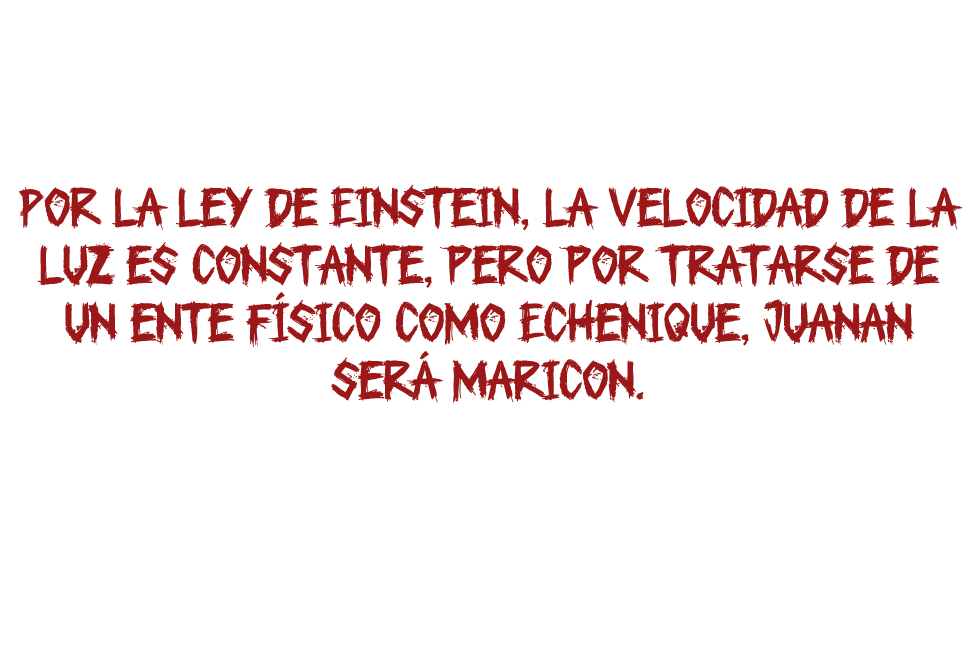 POR LA LEY DE EINSTEIN, LA VELOCIDAD DE LA
LUZ ES CONSTANTE, PERO POR TRATARSE DE
UN ENTE FÍSICO COMO ECHENIQUE, JUANAN
SERÁ MARICON.